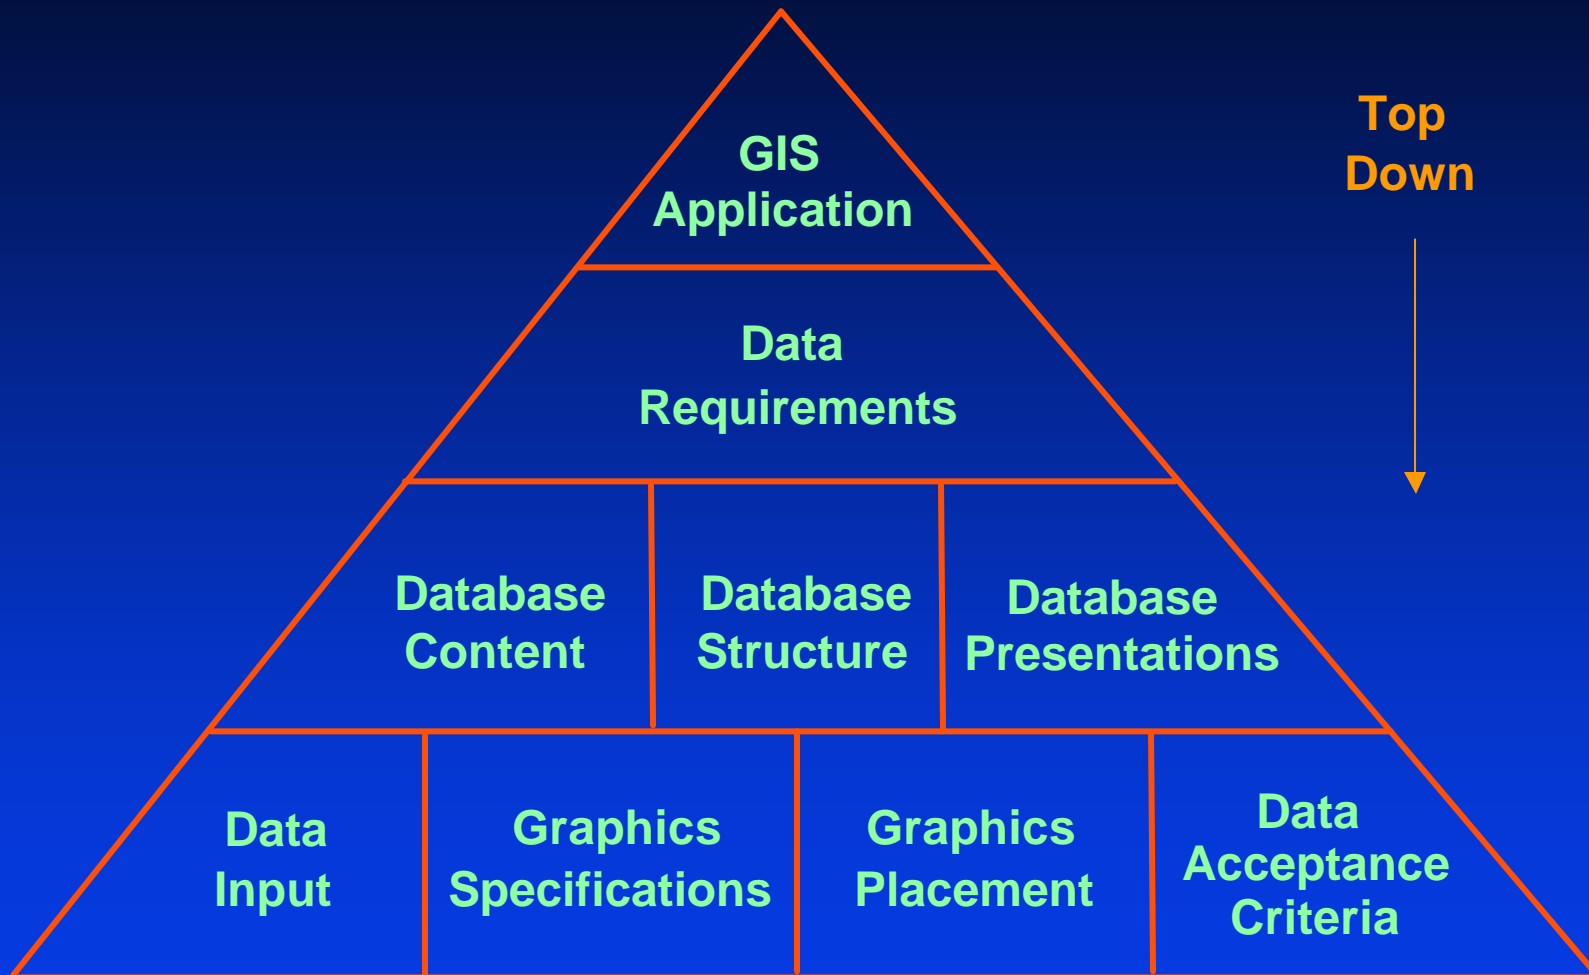 GIS
Application
Top
Down
Data
Requirements
Database
Content
Database
Structure
Database
Presentations
Data
Input
Graphics
Specifications
Graphics
Placement
Data
Acceptance
Criteria